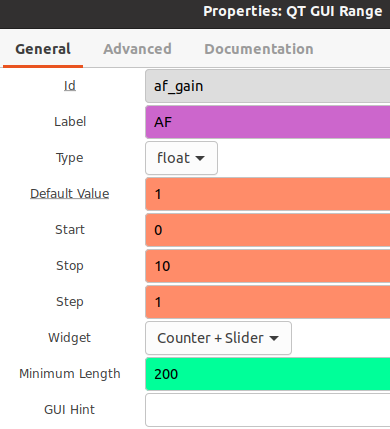 Properties: QT GUI Range
General Advanced Documentation
Id af_gain
Label AF
Type float
Default Value 1
Start 0
Stop 10
Step 1
Widget Counter + Slider
Minimum Length 200
GUI Hint